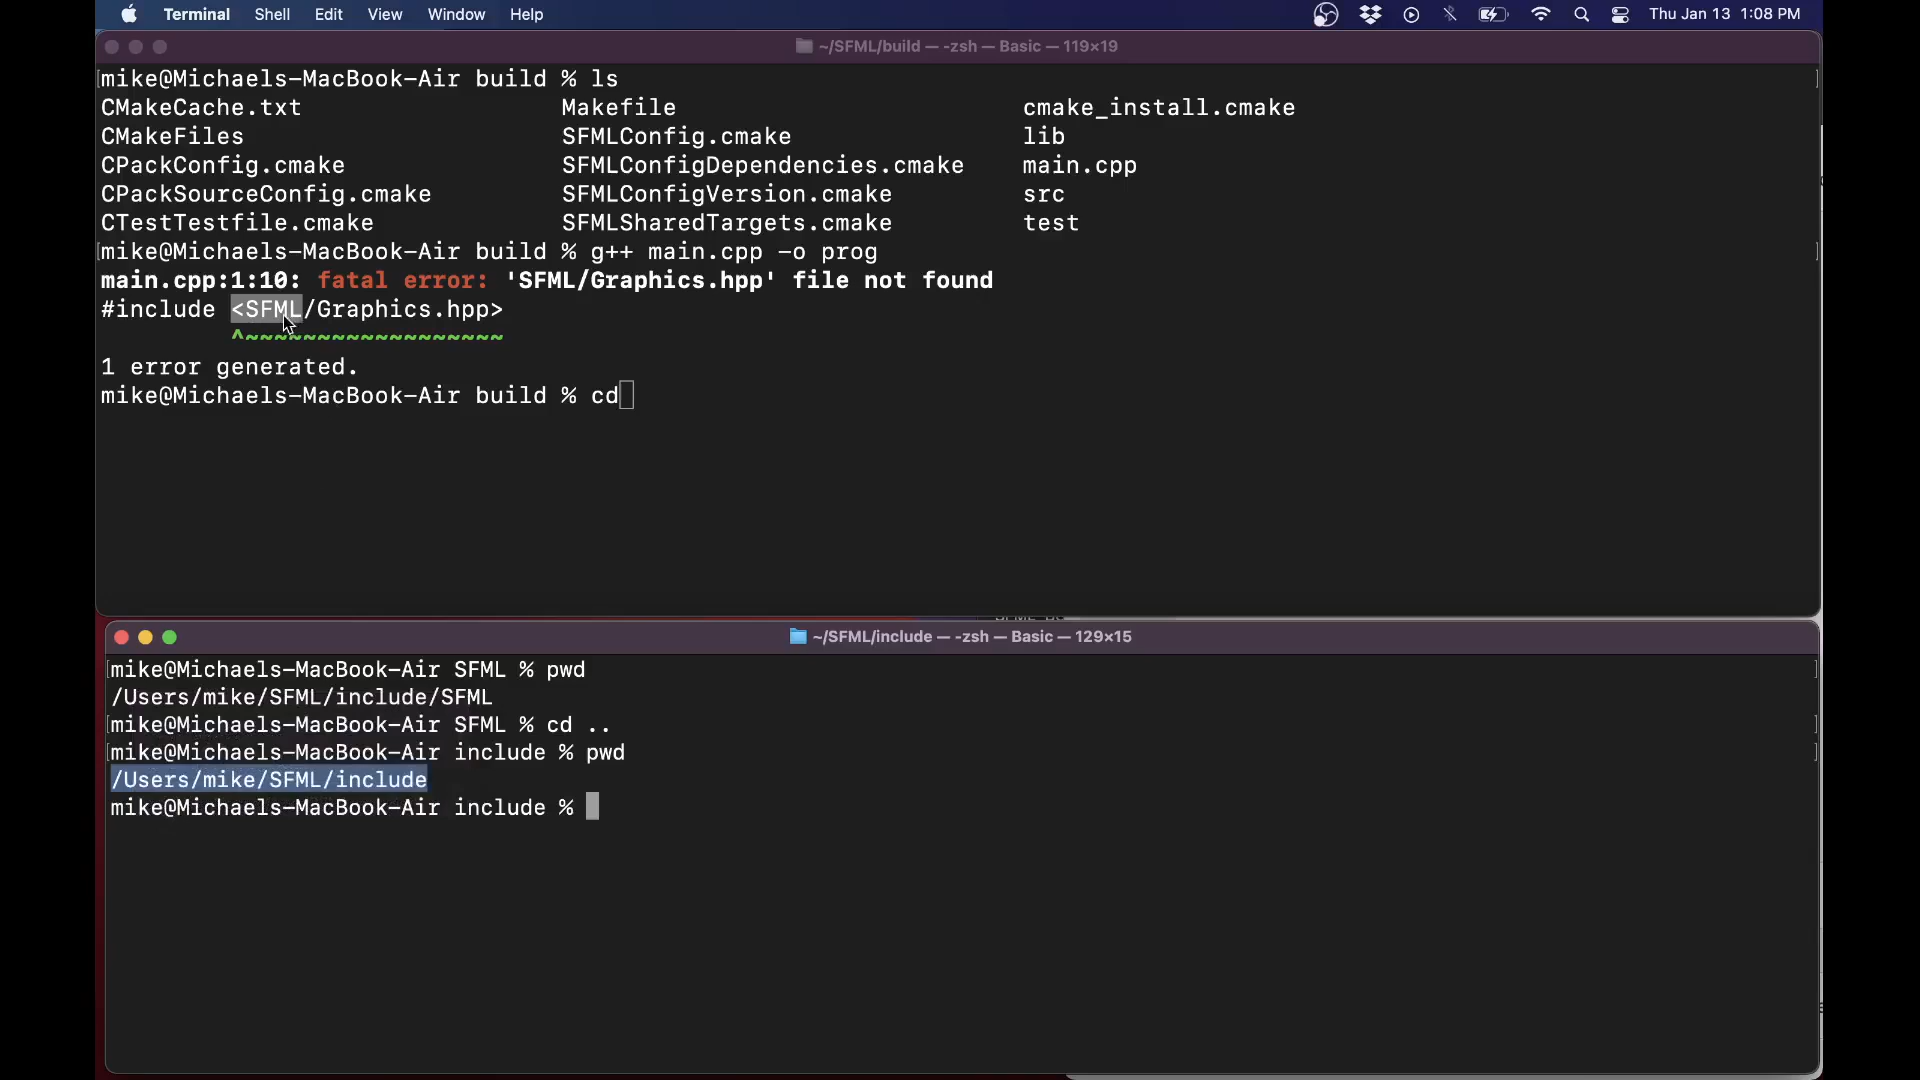 Terminal Shell Edit View Window Help Thu Jan 13 1:08 PM
~/SFML/build — -zsh — Basic — 119×19
mike@Michaels-MacBook-Air build % ls
CMakeCache.txt Makefile cmake_install.cmake
CMakeFiles SFMLConfig.cmake lib
CPackConfig.cmake SFMLConfigDependencies.cmake main.cpp
CPackSourceConfig.cmake SFMLConfigVersion.cmake src
CTestTestfile.cmake SFMLSharedTargets.cmake test
mike@Michaels-MacBook-Air build % g++ main.cpp -o prog
main.cpp:1:10: fatal error: 'SFML/Graphics.hpp' file not found
#include <SFML/Graphics.hpp>
^~~~~~~~~~~~~~~~~~~
1 error generated.
mike@Michaels-MacBook-Air build % cd
~/SFML/include — -zsh — Basic — 129×15
mike@Michaels-MacBook-Air SFML % pwd
/Users/mike/SFML/include/SFML
mike@Michaels-MacBook-Air SFML % cd ..
mike@Michaels-MacBook-Air include % pwd
/Users/mike/SFML/include
mike@Michaels-MacBook-Air include %